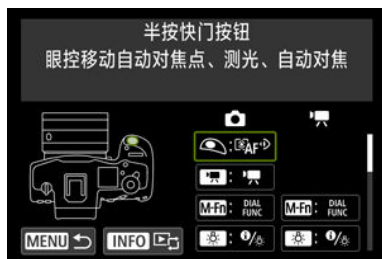 半按快门按钮
眼控移动自动对焦点、测光、自动对焦
: AF
:
M-Fn : DIAL FUNC M-Fn : DIAL FUNC
: / : /
MENU INFO